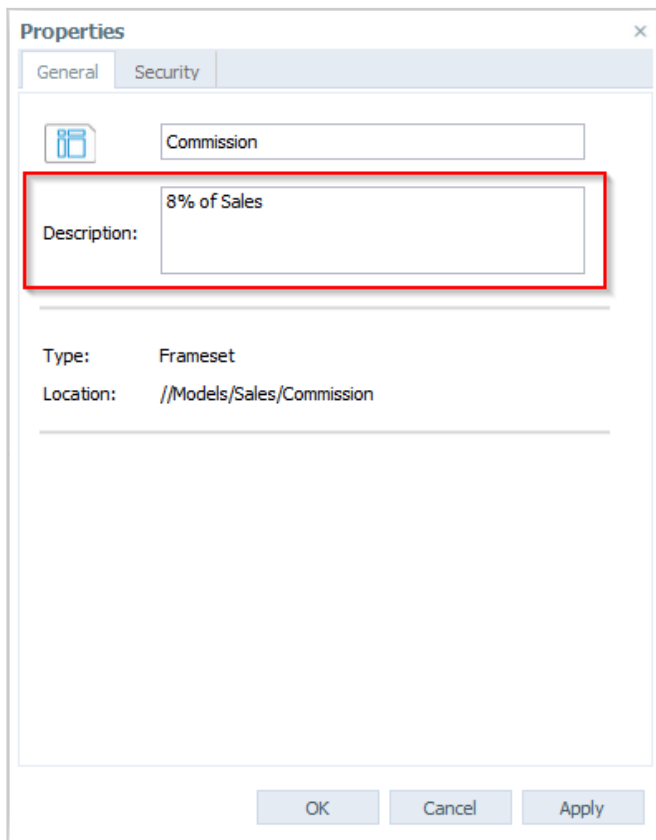 Properties
General Security
Commission
Description: 8% of Sales
Type: Frameset
Location: //Models/Sales/Commission
OK Cancel Apply